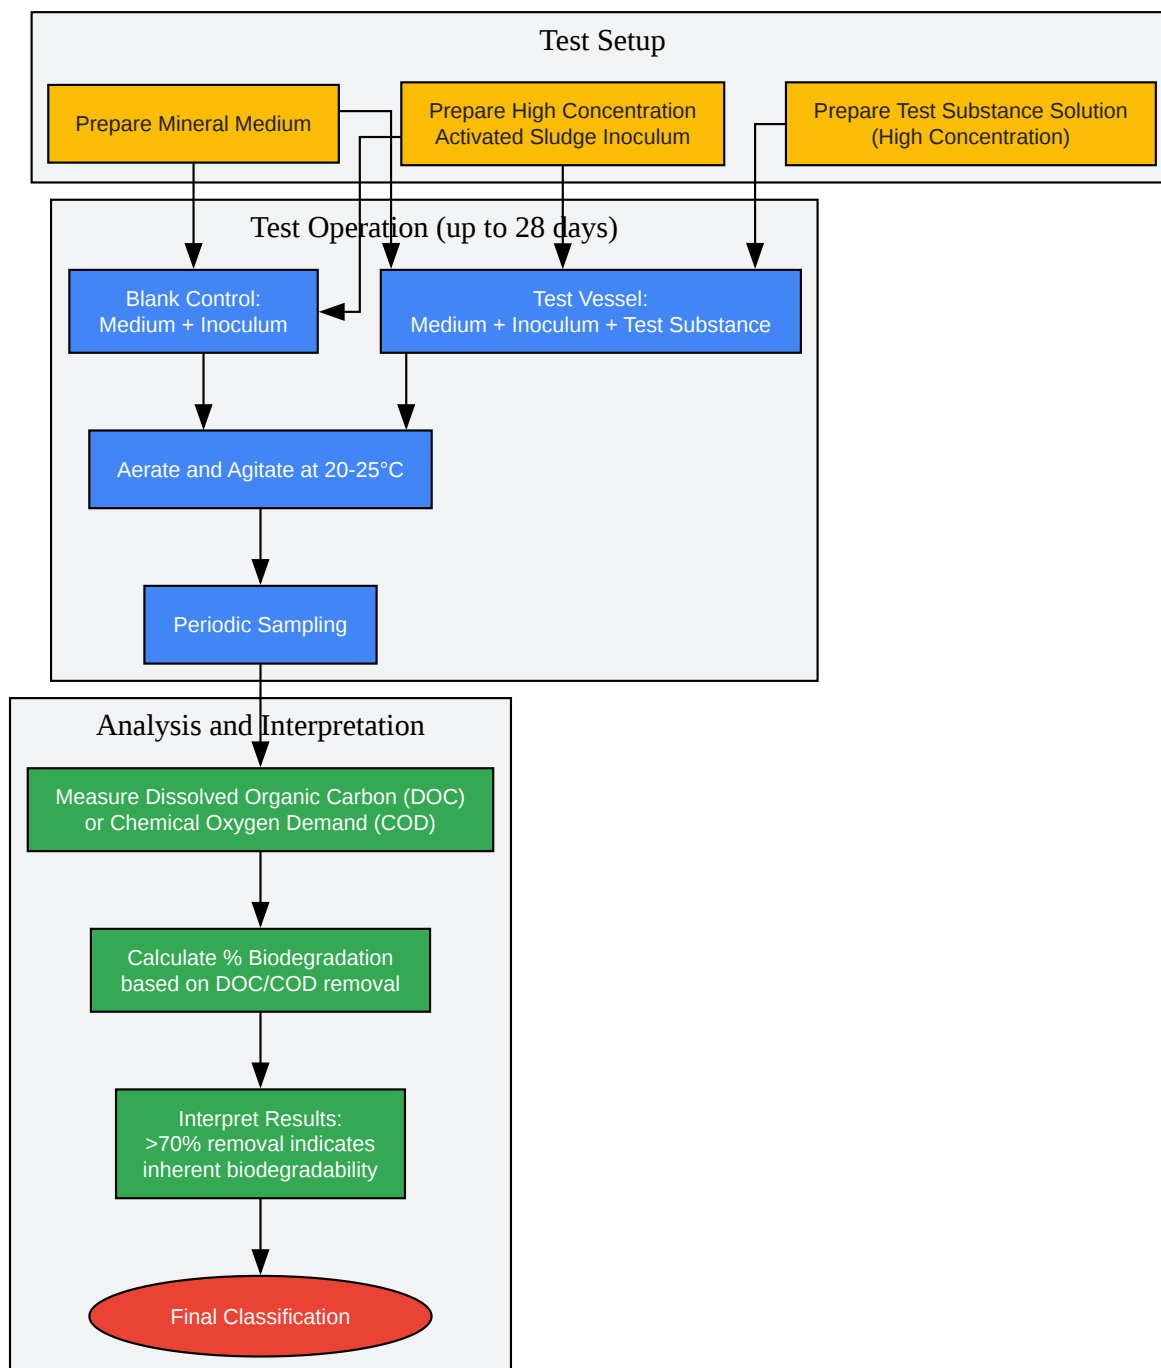 Test Setup
Prepare Mineral Medium
Prepare High Concentration
Activated Sludge Inoculum
Prepare Test Substance Solution
(High Concentration)
Test Operation (up to 28 days)
Blank Control:
Medium + Inoculum
Test Vessel:
Medium + Inoculum + Test Substance
Aerate and Agitate at 20-25°C
Periodic Sampling
Analysis and Interpretation
Measure Dissolved Organic Carbon (DOC)
or Chemical Oxygen Demand (COD)
Calculate % Biodegradation
based on DOC/COD removal
Interpret Results:
>70% removal indicates
inherent biodegradability
Final Classification